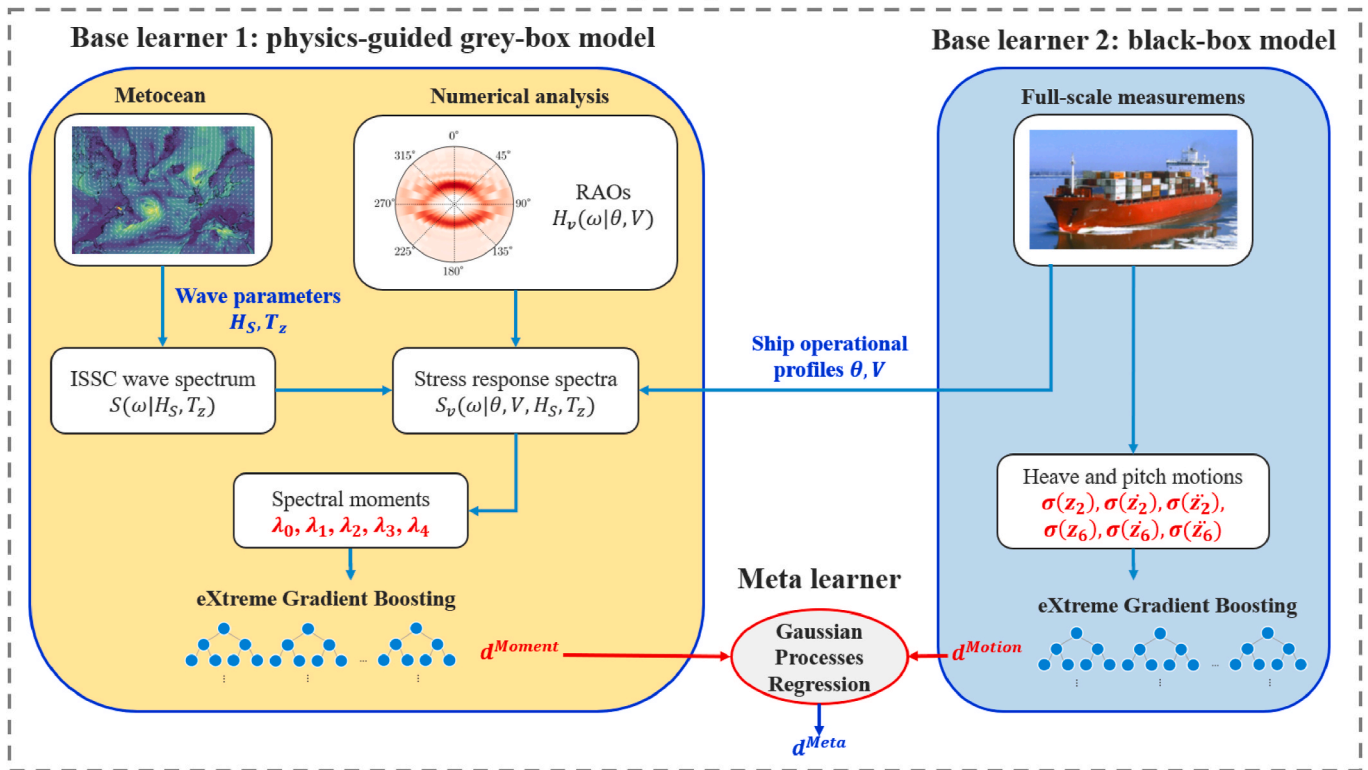 Base learner 1: physics-guided grey-box model
Metocean
Numerical analysis
0°
315°
45°
270°
90°
225°
135°
180°
RAOs
H_v(ω|θ, V)
Wave parameters
H_S, T_z
ISSC wave spectrum
S(ω|H_S, T_z)
Stress response spectra
S_v(ω|θ, V, H_S, T_z)
Spectral moments
λ_0, λ_1, λ_2, λ_3, λ_4
eXtreme Gradient Boosting
...
⋮ ⋮ ⋮
d^Moment
Ship operational
profiles θ, V
Meta learner
Gaussian
Processes
Regression
d^Meta
Base learner 2: black-box model
Full-scale measuremens
Heave and pitch motions
σ(z_2), σ(ż_2), σ(z̈_2),
σ(z_6), σ(ż_6), σ(z̈_6)
eXtreme Gradient Boosting
...
⋮ ⋮ ⋮
d^Motion